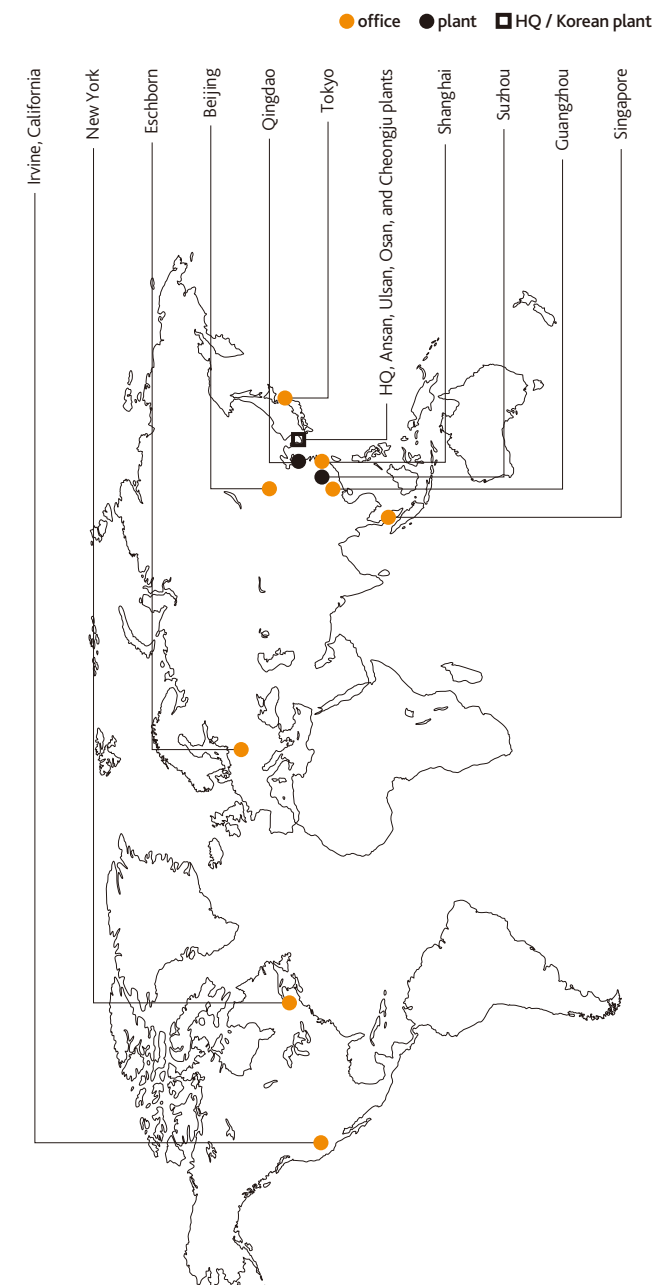 office
plant
HQ / Korean plant
Irvine, California
New York
Eschborn
Beijing
Qingdao
Tokyo
HQ, Ansan, Ulsan, Osan, and Cheongju plants
Shanghai
Suzhou
Guangzhou
Singapore